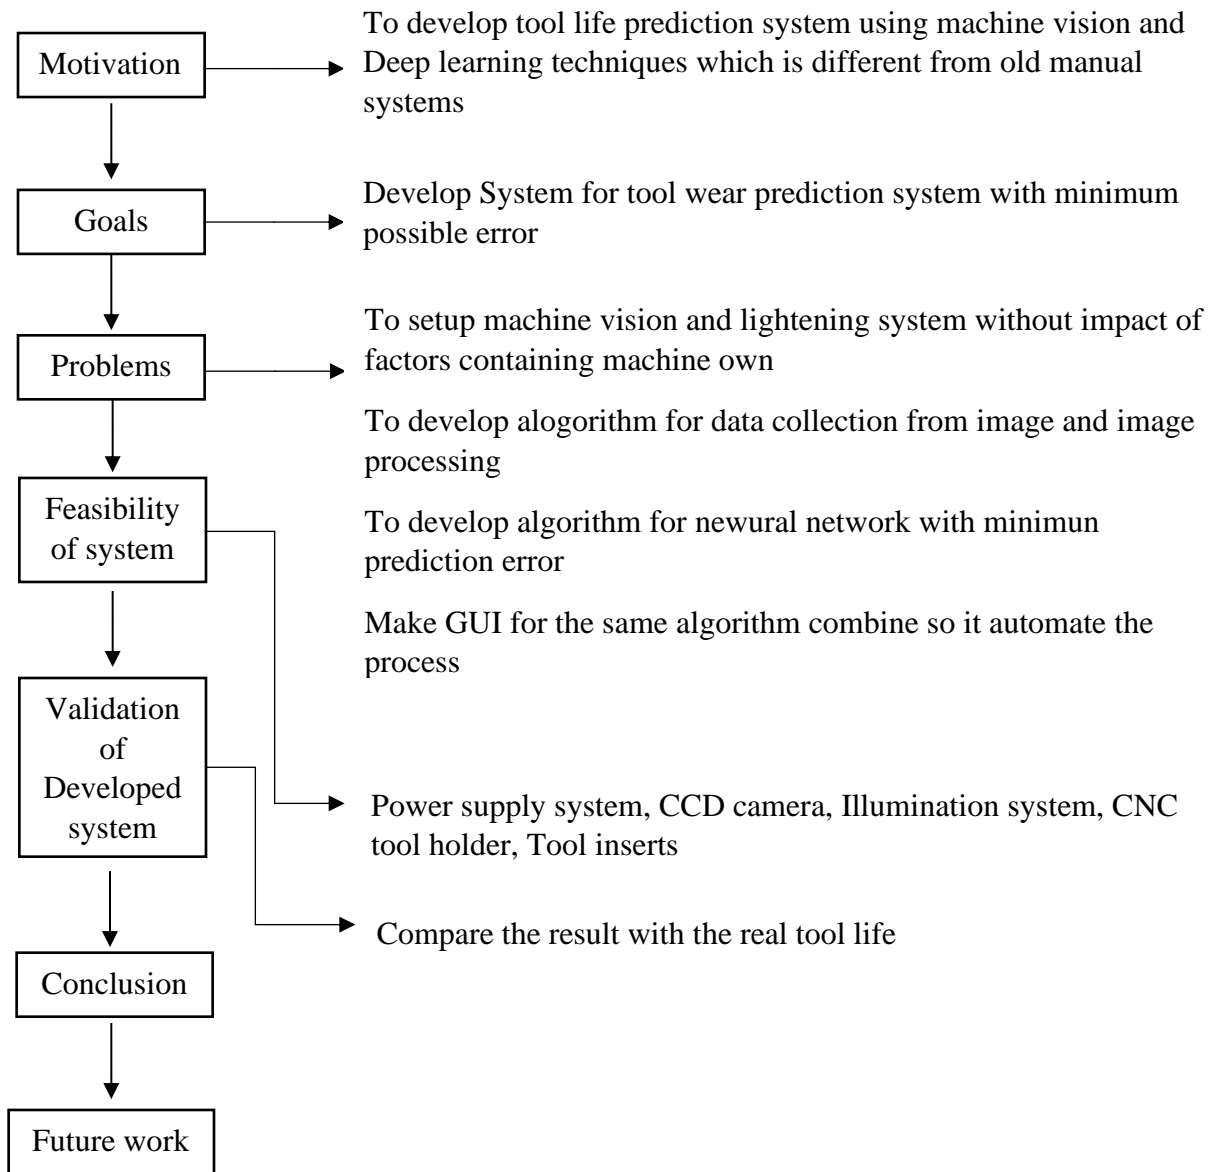 Motivation
To develop tool life prediction system using machine vision and
Deep learning techniques which is different from old manual
systems
Goals
Develop System for tool wear prediction system with minimum
possible error
Problems
To setup machine vision and lightening system without impact of
factors containing machine own
To develop alogorithm for data collection from image and image
processing
To develop algorithm for newural network with minimun
prediction error
Make GUI for the same algorithm combine so it automate the
process
Feasibility
of system
Power supply system, CCD camera, Illumination system, CNC
tool holder, Tool inserts
Validation
of
Developed
system
Compare the result with the real tool life
Conclusion
Future work